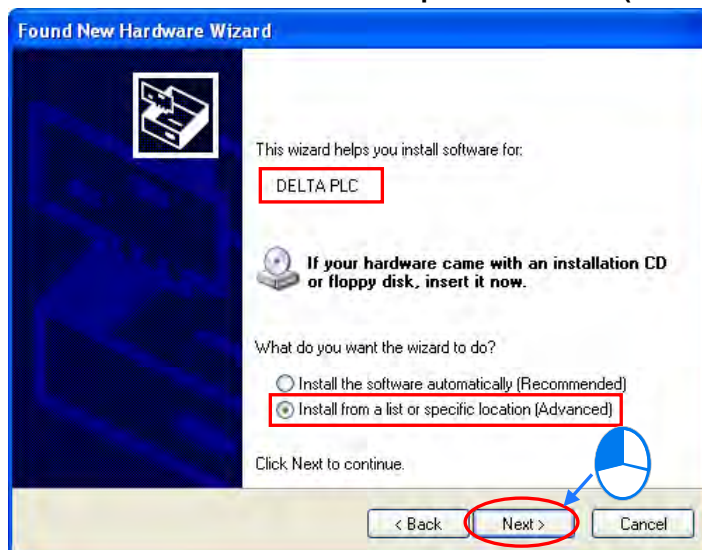 Found New Hardware Wizard
This wizard helps you install software for:
DELTA PLC
If your hardware came with an installation CD
or floppy disk, insert it now.
What do you want the wizard to do?
Install the software automatically (Recommended)
Install from a list or specific location (Advanced)
Click Next to continue.
< Back Next > Cancel